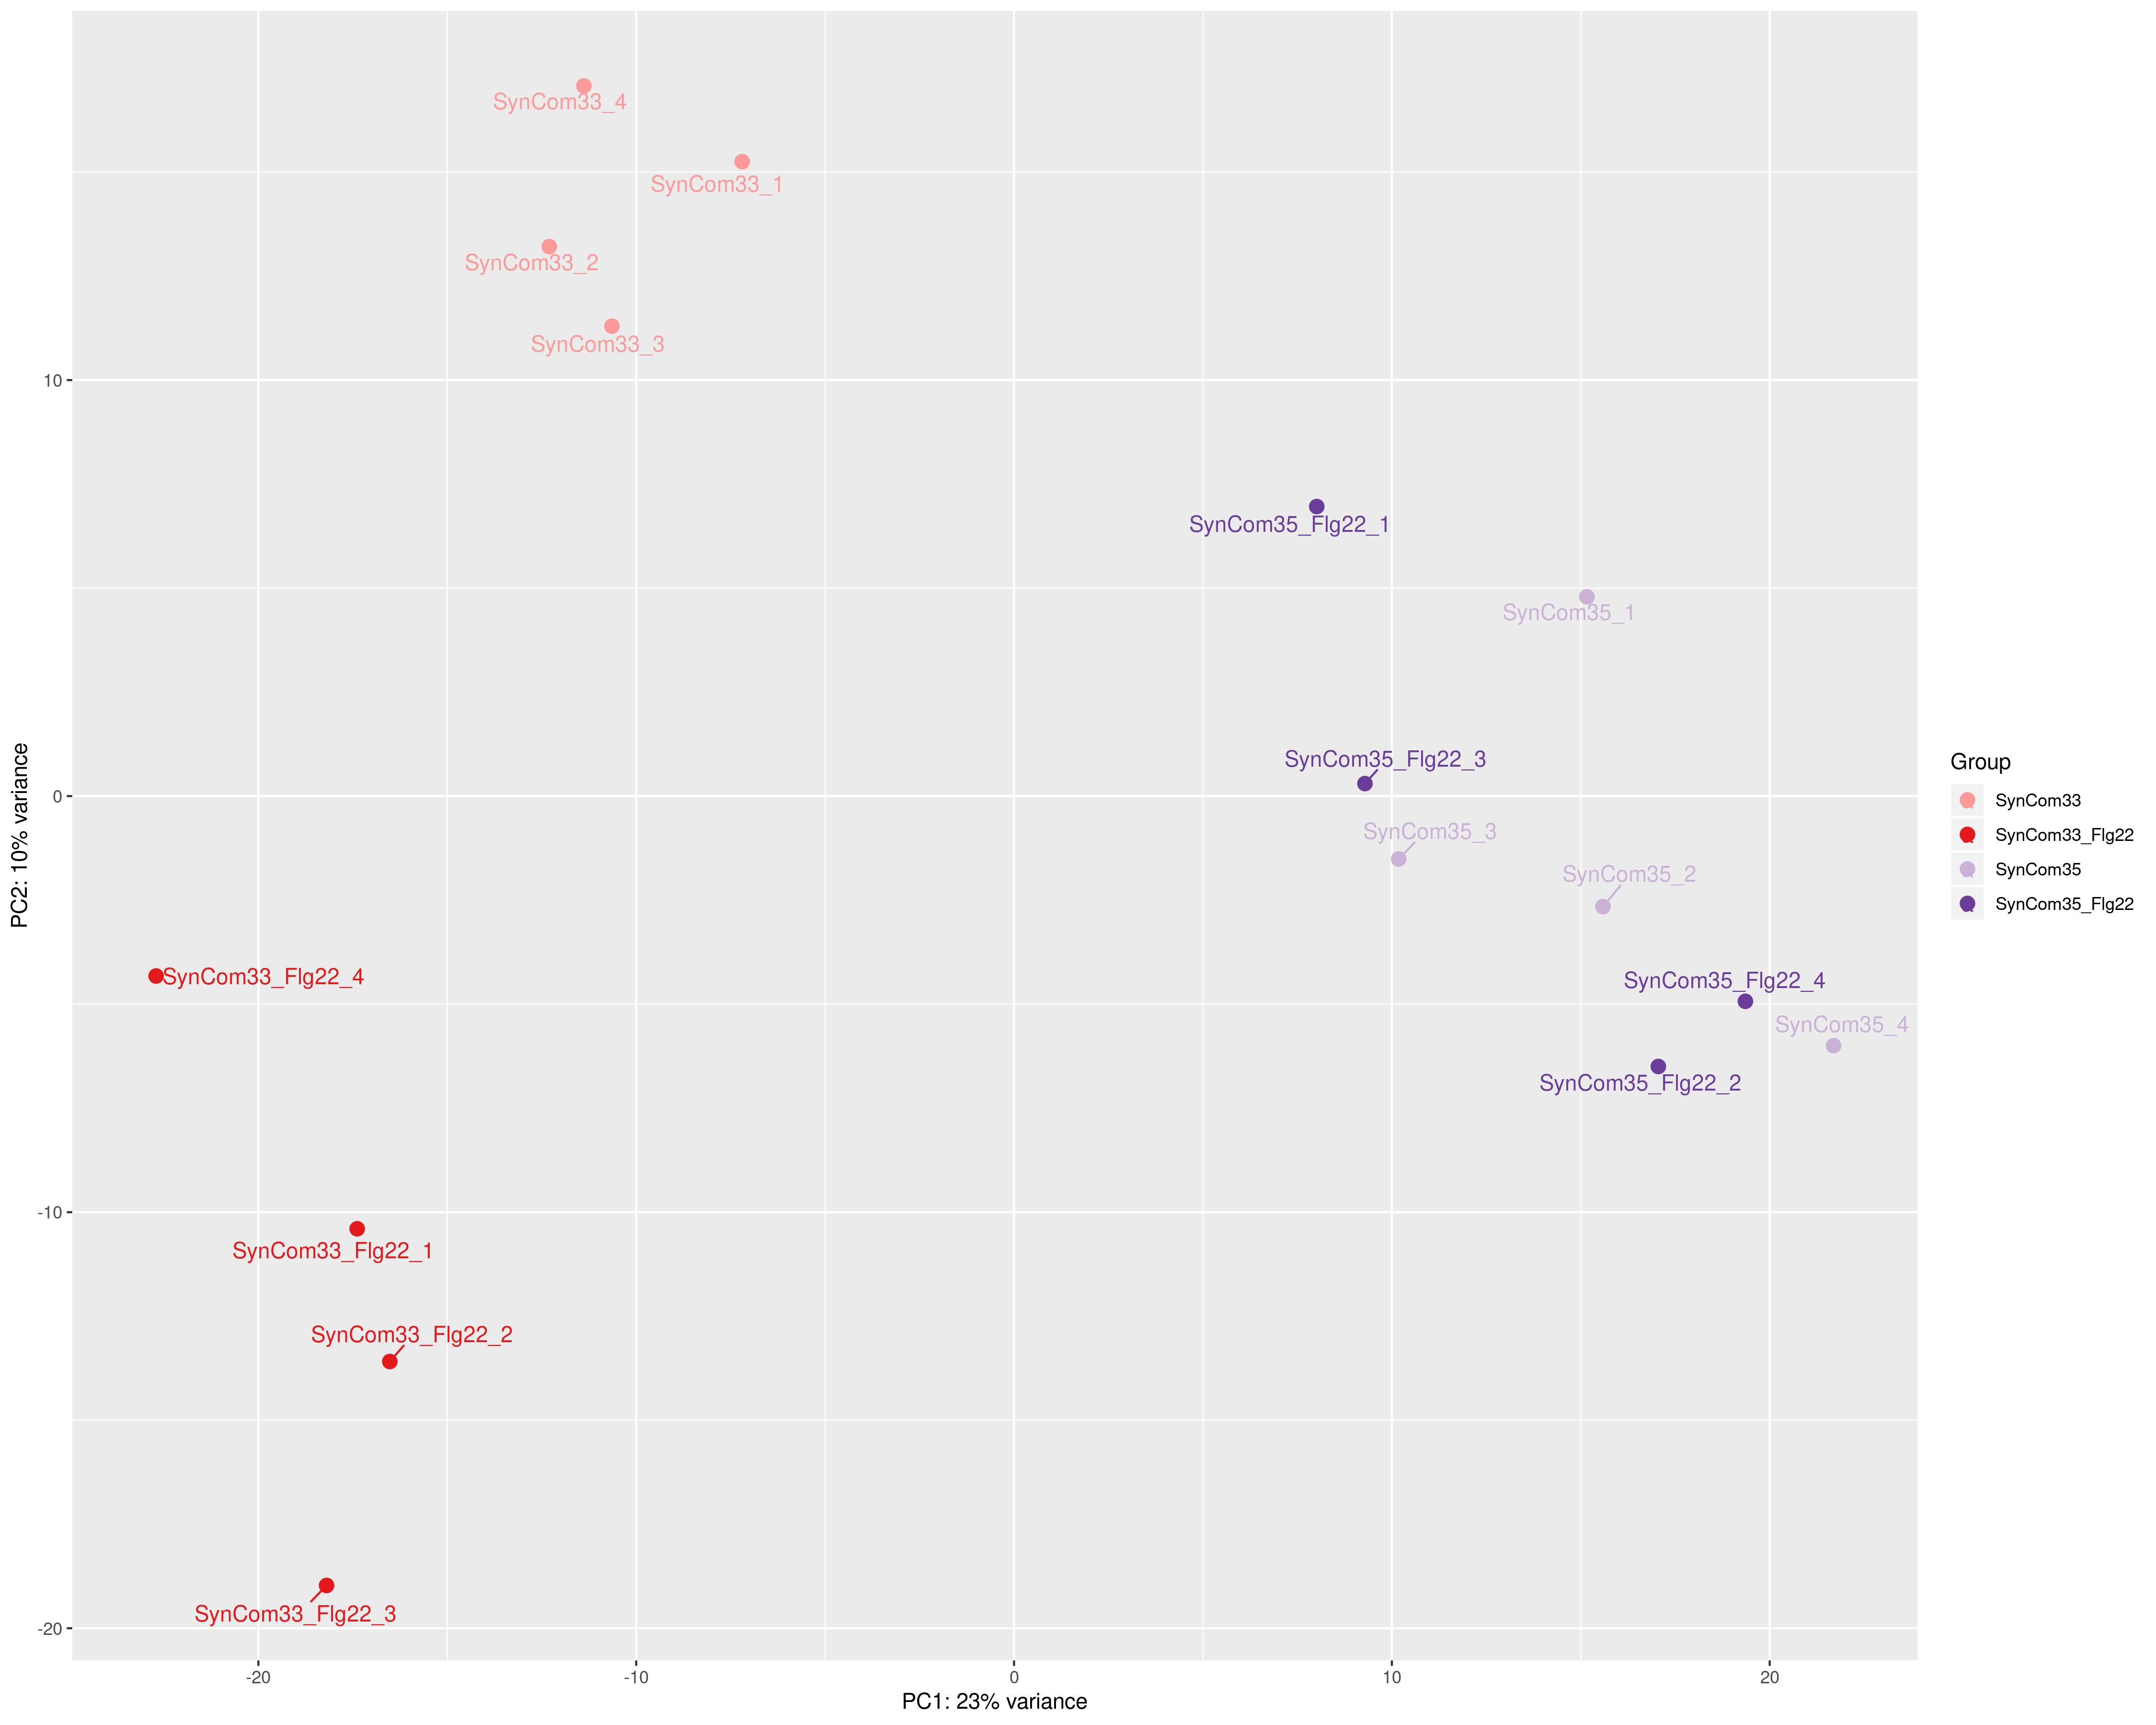 SynCom33_4
SynCom33_1
SynCom33_2
SynCom33_3
10
SynCom35_Flg22_1
SynCom35_1
SynCom35_Flg22_3
0
SynCom35_3
SynCom35_2
SynCom33_Flg22_4
SynCom35_Flg22_4
SynCom35_4
SynCom35_Flg22_2
-10
SynCom33_Flg22_1
SynCom33_Flg22_2
SynCom33_Flg22_3
-20
-20
-10
0
10
20
PC1: 23% variance
PC2: 10% variance
Group
SynCom33
SynCom33_Flg22
SynCom35
SynCom35_Flg22